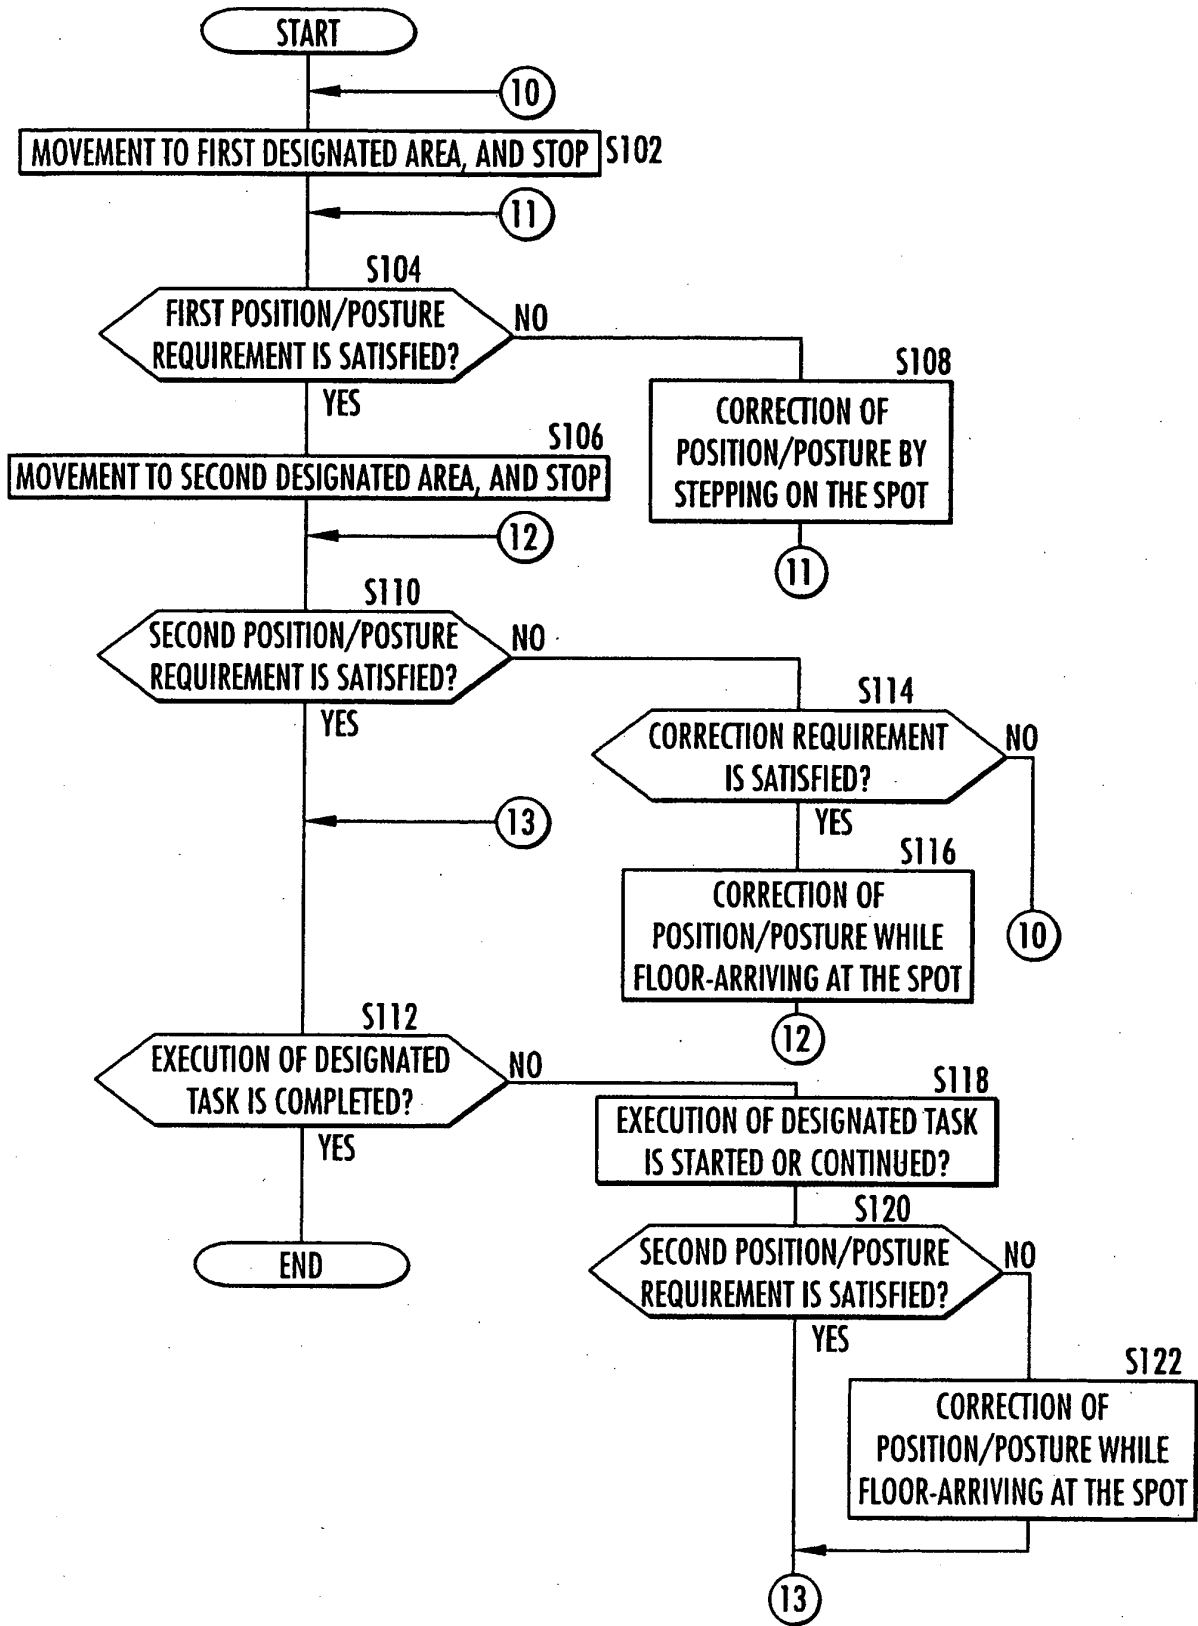 START
10
MOVEMENT TO FIRST DESIGNATED AREA, AND STOP
S102
11
S104
FIRST POSITION/POSTURE
REQUIREMENT IS SATISFIED?
NO
YES
S108
CORRECTION OF
POSITION/POSTURE BY
STEPPING ON THE SPOT
11
S106
MOVEMENT TO SECOND DESIGNATED AREA, AND STOP
12
S110
SECOND POSITION/POSTURE
REQUIREMENT IS SATISFIED?
NO
YES
S114
CORRECTION REQUIREMENT
IS SATISFIED?
NO
YES
13
S116
CORRECTION OF
POSITION/POSTURE WHILE
FLOOR-ARRIVING AT THE SPOT
10
12
S112
EXECUTION OF DESIGNATED
TASK IS COMPLETED?
NO
YES
S118
EXECUTION OF DESIGNATED TASK
IS STARTED OR CONTINUED?
S120
SECOND POSITION/POSTURE
REQUIREMENT IS SATISFIED?
NO
YES
END
S122
CORRECTION OF
POSITION/POSTURE WHILE
FLOOR-ARRIVING AT THE SPOT
13